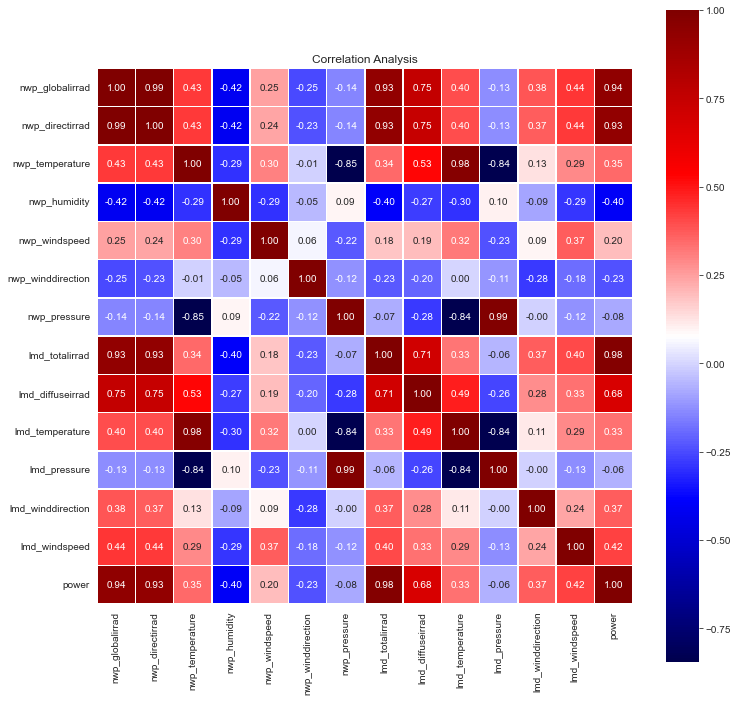 Correlation Analysis
nwp_globalirrad 1.00 0.99 0.43 -0.42 0.25 -0.25 -0.14 0.93 0.75 0.40 -0.13 0.38 0.44 0.94
nwp_directirrad 0.99 1.00 0.43 -0.42 0.24 -0.23 -0.14 0.93 0.75 0.40 -0.13 0.37 0.44 0.93
nwp_temperature 0.43 0.43 1.00 -0.29 0.30 -0.01 -0.85 0.34 0.53 0.98 -0.84 0.13 0.29 0.35
nwp_humidity -0.42 -0.42 -0.29 1.00 -0.29 -0.05 0.09 -0.40 -0.27 -0.30 0.10 -0.09 -0.29 -0.40
nwp_windspeed 0.25 0.24 0.30 -0.29 1.00 0.06 -0.22 0.18 0.19 0.32 -0.23 0.09 0.37 0.20
nwp_winddirection -0.25 -0.23 -0.01 -0.05 0.06 1.00 -0.12 -0.23 -0.20 0.00 -0.11 -0.28 -0.18 -0.23
nwp_pressure -0.14 -0.14 -0.85 0.09 -0.22 -0.12 1.00 -0.07 -0.28 -0.84 0.99 -0.00 -0.12 -0.08
lmd_totalirrad 0.93 0.93 0.34 -0.40 0.18 -0.23 -0.07 1.00 0.71 0.33 -0.06 0.37 0.40 0.98
lmd_diffuseirrad 0.75 0.75 0.53 -0.27 0.19 -0.20 -0.28 0.71 1.00 0.49 -0.26 0.28 0.33 0.68
lmd_temperature 0.40 0.40 0.98 -0.30 0.32 0.00 -0.84 0.33 0.49 1.00 -0.84 0.11 0.29 0.33
lmd_pressure -0.13 -0.13 -0.84 0.10 -0.23 -0.11 0.99 -0.06 -0.26 -0.84 1.00 -0.00 -0.13 -0.06
lmd_winddirection 0.38 0.37 0.13 -0.09 0.09 -0.28 -0.00 0.37 0.28 0.11 -0.00 1.00 0.24 0.37
lmd_windspeed 0.44 0.44 0.29 -0.29 0.37 -0.18 -0.12 0.40 0.33 0.29 -0.13 0.24 1.00 0.42
power 0.94 0.93 0.35 -0.40 0.20 -0.23 -0.08 0.98 0.68 0.33 -0.06 0.37 0.42 1.00
nwp_globalirrad
nwp_directirrad
nwp_temperature
nwp_humidity
nwp_windspeed
nwp_winddirection
nwp_pressure
lmd_totalirrad
lmd_diffuseirrad
lmd_temperature
lmd_pressure
lmd_winddirection
lmd_windspeed
power
1.00
0.75
0.50
0.25
0.00
-0.25
-0.50
-0.75